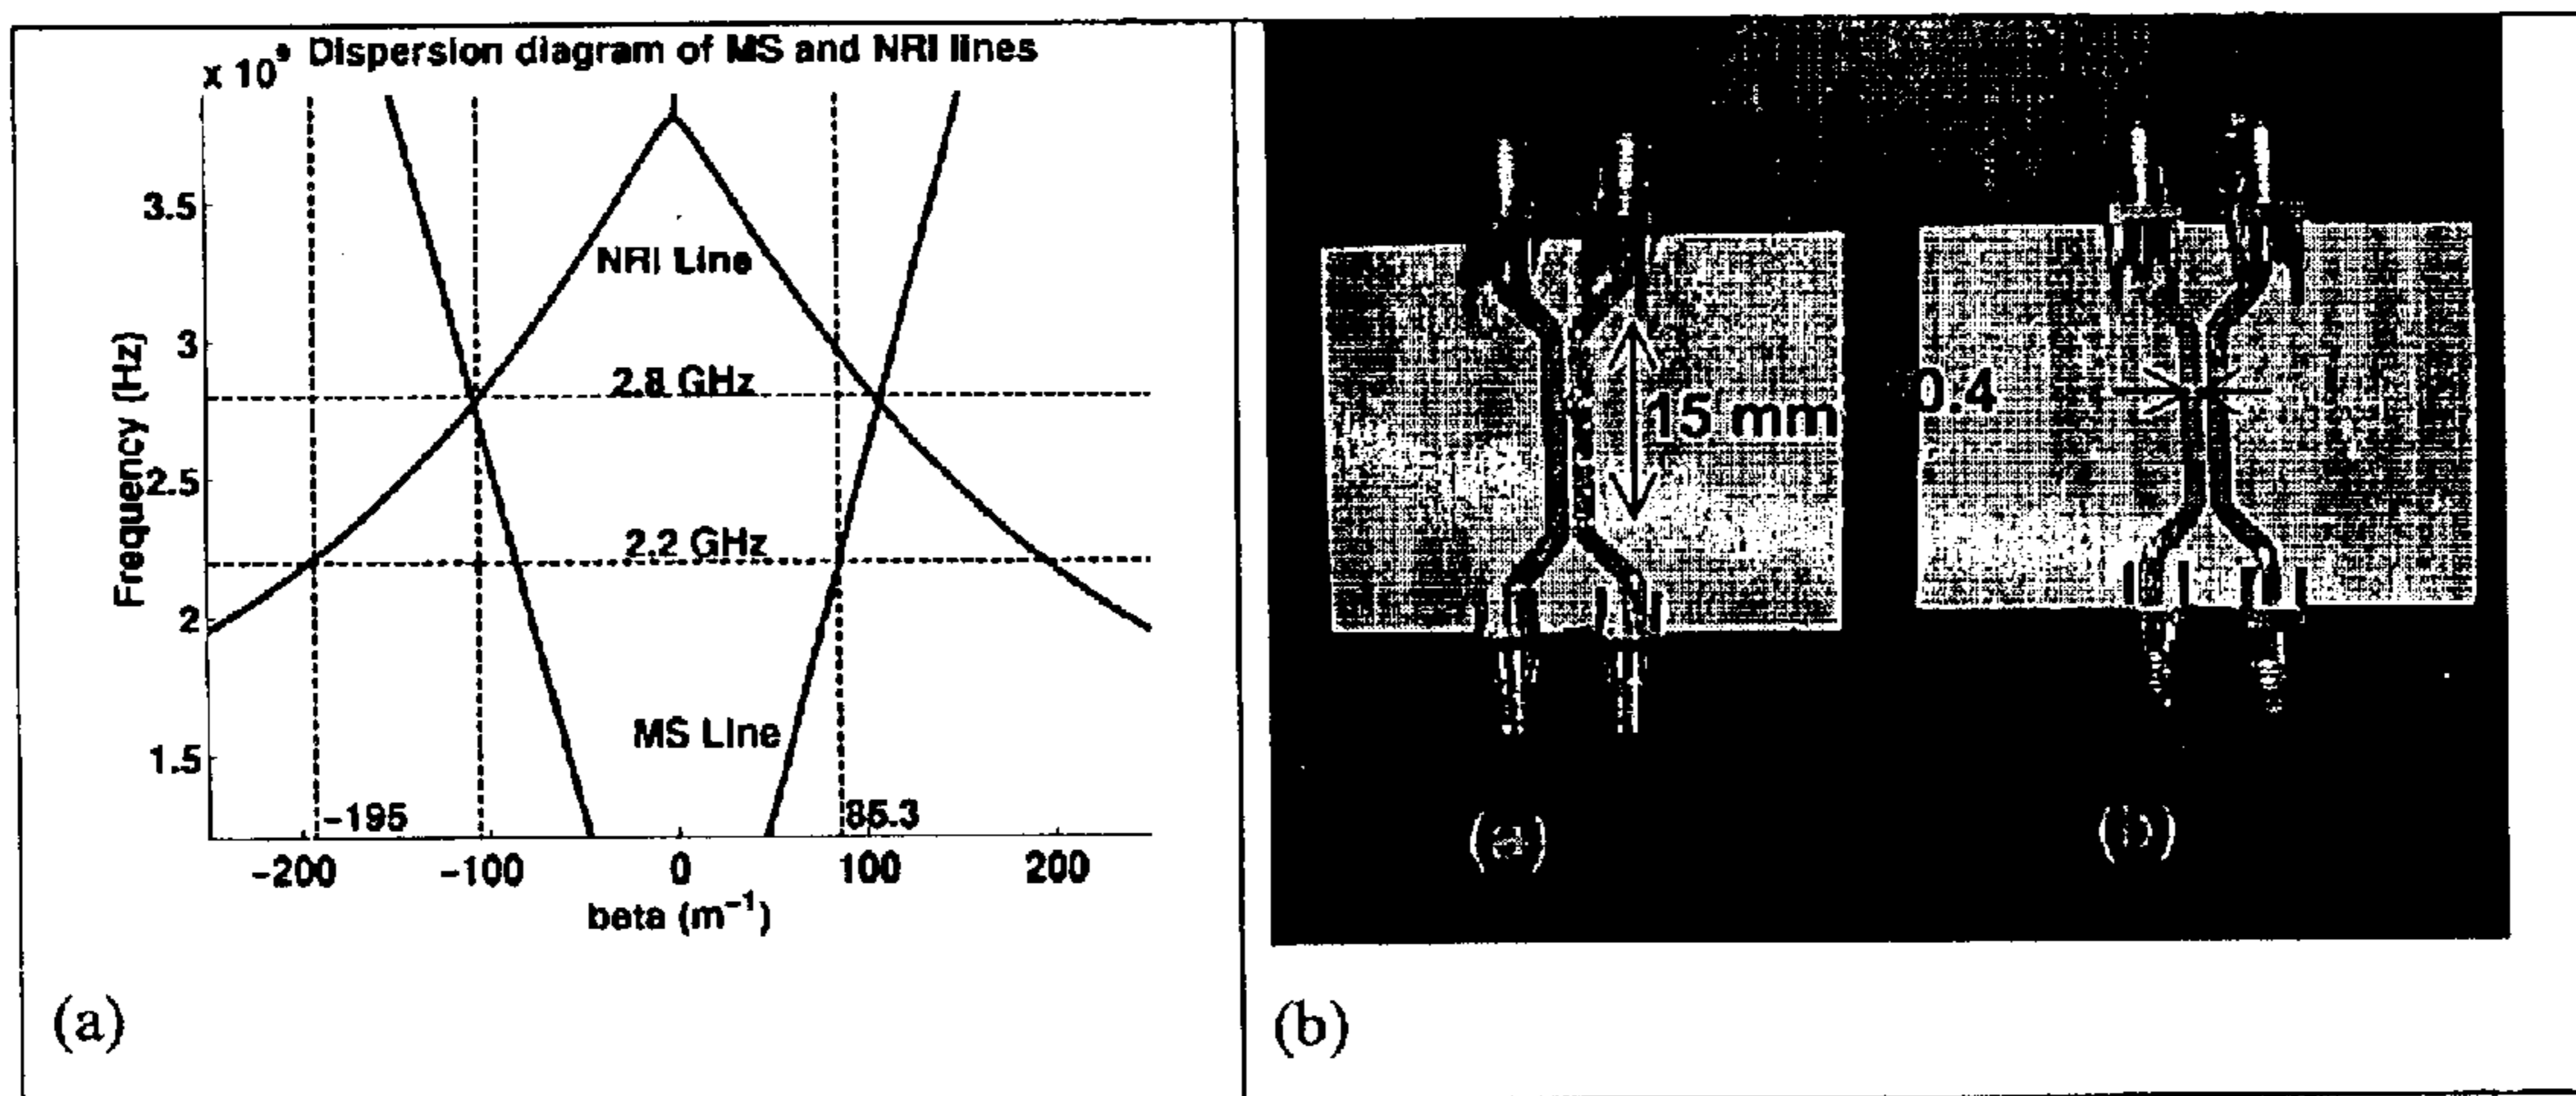 x 10⁹ Dispersion diagram of MS and NRI lines
3.5
3
2.5
2
1.5
Frequency (Hz)
NRI Line
2.8 GHz
2.2 GHz
MS Line
-195
85.3
-200
-100
0
100
200
beta (m⁻¹)
(a)
15 mm
0.4
(a)
(b)
(b)